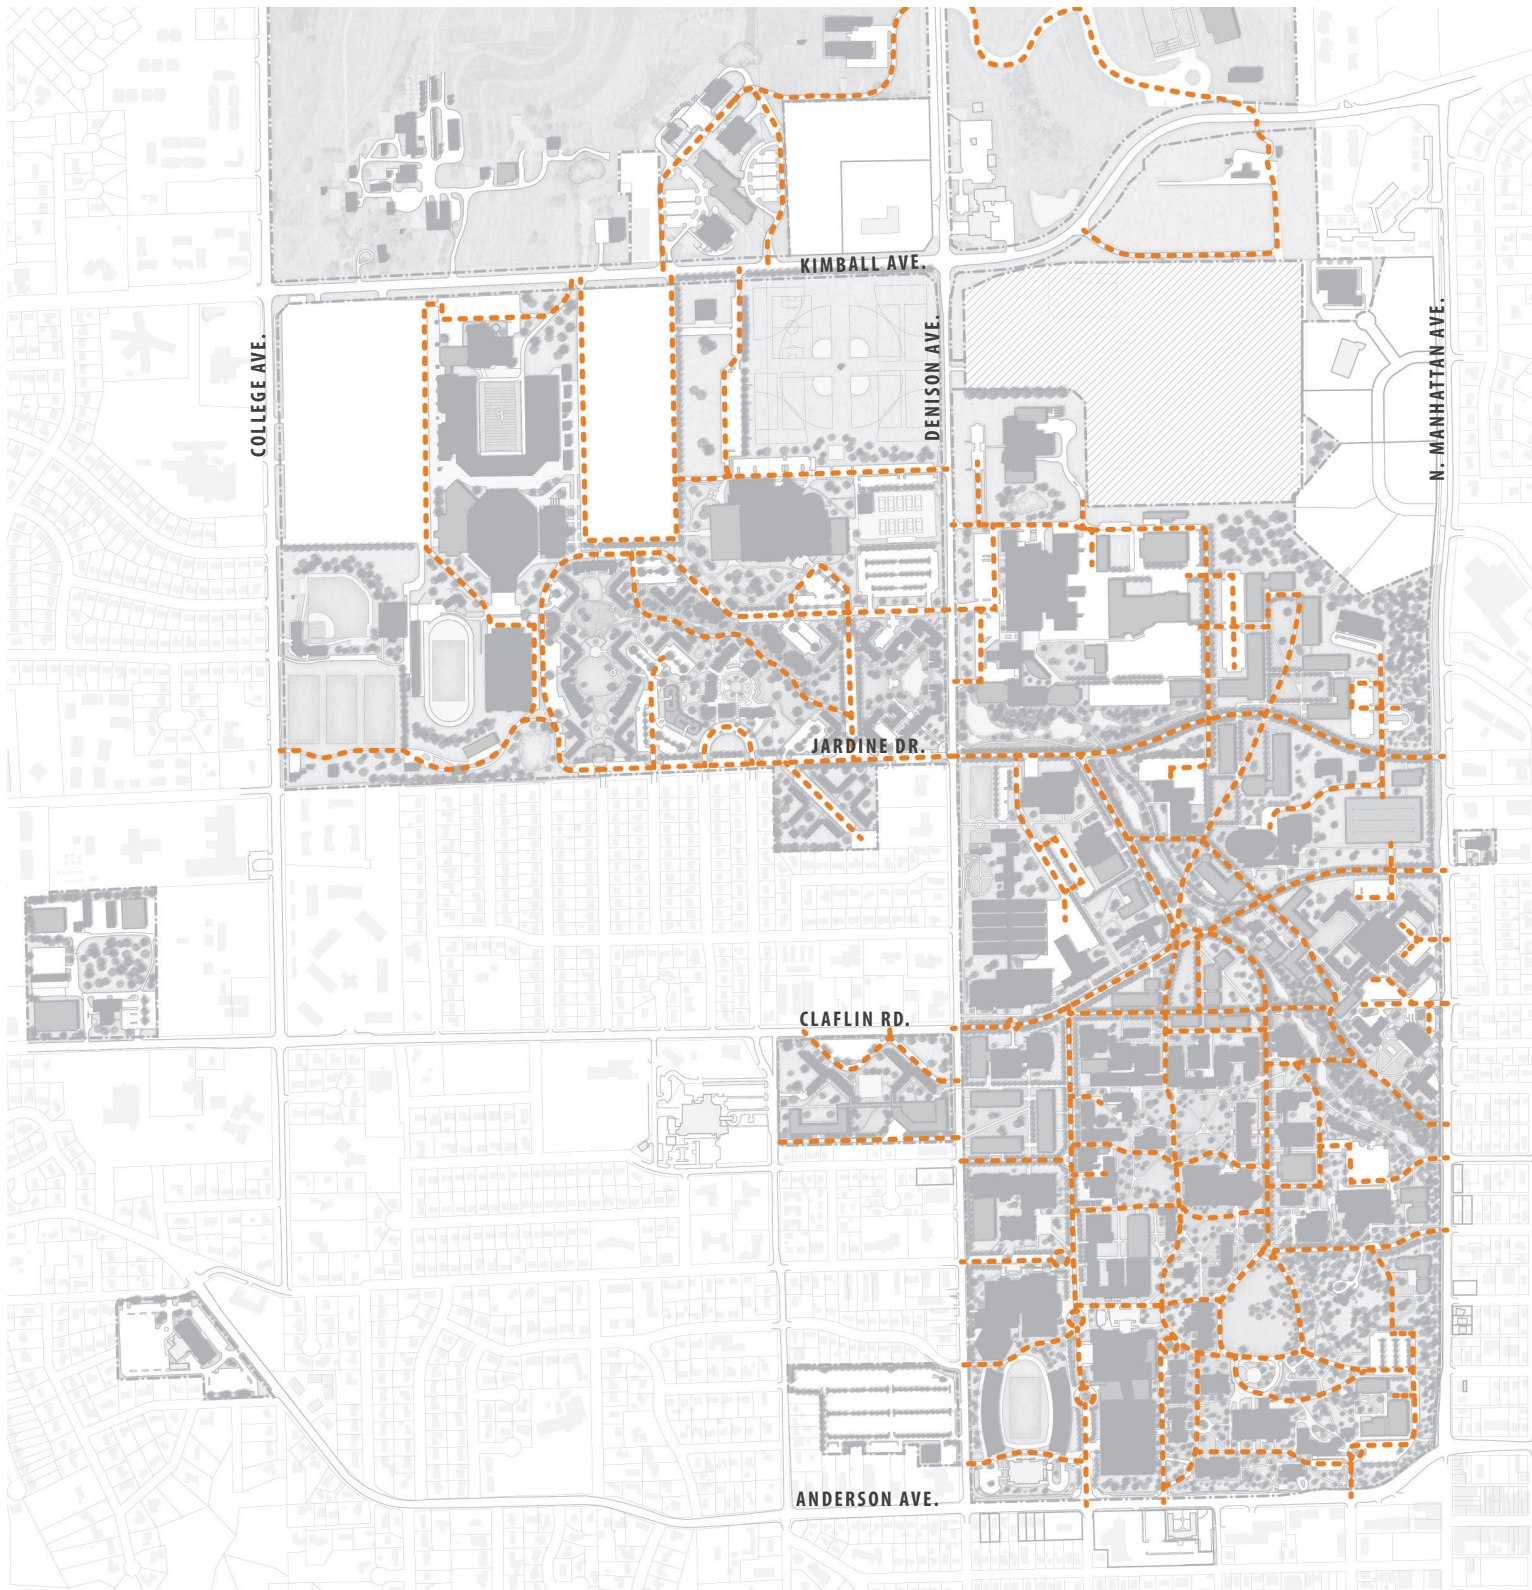 KIMBALL AVE.
COLLEGE AVE.
DENISON AVE.
N. MANHATTAN AVE.
JARDINE DR.
CLAFLIN RD.
ANDERSON AVE.